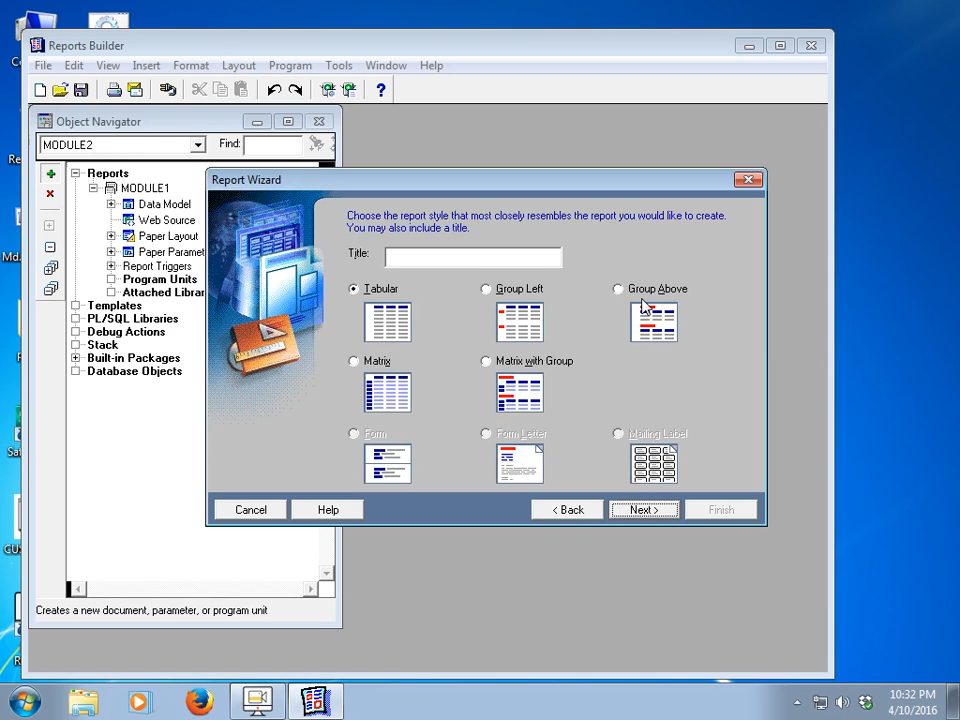 Reports Builder
File Edit View Insert Format Layout Program Tools Window Help
Object Navigator
MODULE2 Find:
Reports
MODULE1
Data Model
Web Source
Paper Layout
Paper Paramet
Report Triggers
Program Units
Attached Librar
Templates
PL/SQL Libraries
Debug Actions
Stack
Built-in Packages
Database Objects
Creates a new document, parameter, or program unit
Report Wizard
Choose the report style that most closely resembles the report you would like to create.
You may also include a title.
Title:
Tabular Group Left Group Above
Matrix Matrix with Group
Form Form Letter Mailing Label
Cancel Help < Back Next > Finish
10:32 PM
4/10/2016